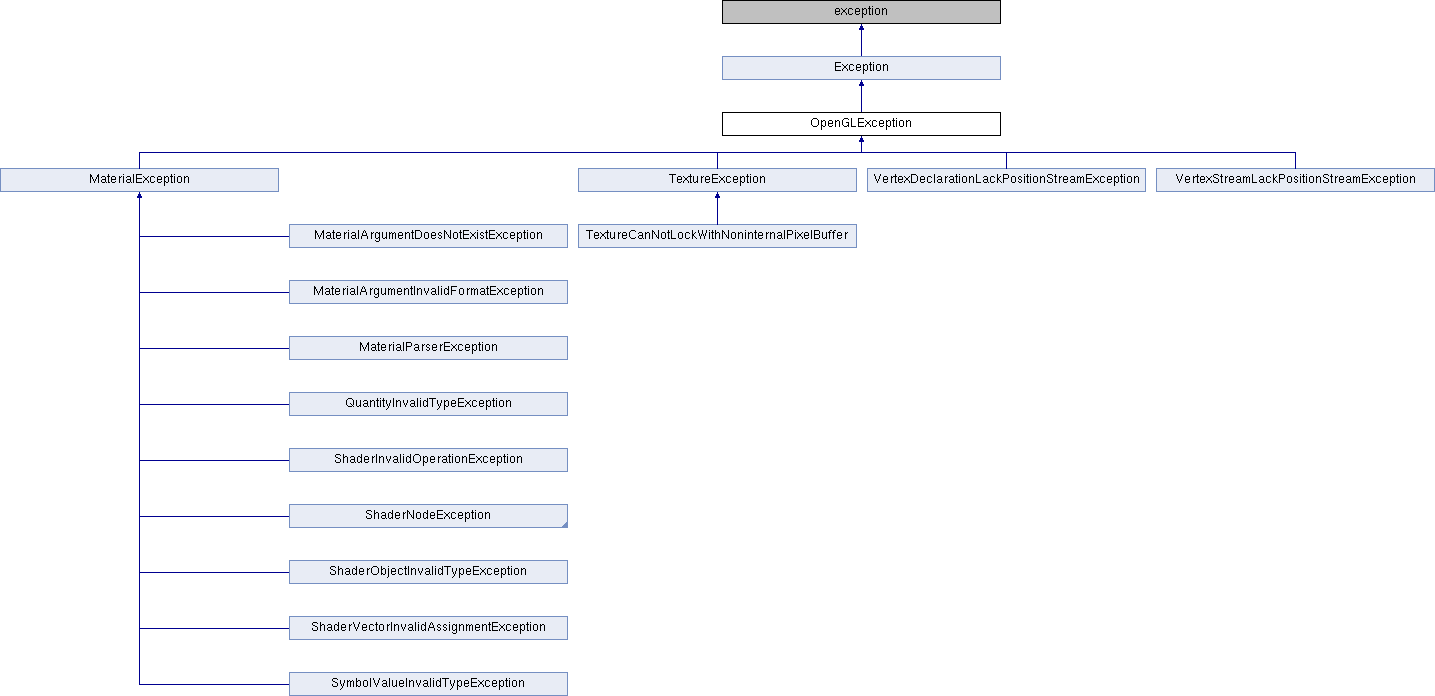 exception
Exception
OpenGLException
MaterialException
TextureException
VertexDeclarationLackPositionStreamException
VertexStreamLackPositionStreamException
MaterialArgumentDoesNotExistException
TextureCanNotLockWithNoninternalPixelBuffer
MaterialArgumentInvalidFormatException
MaterialParserException
QuantityInvalidTypeException
ShaderInvalidOperationException
ShaderNodeException
ShaderObjectInvalidTypeException
ShaderVectorInvalidAssignmentException
SymbolValueInvalidTypeException